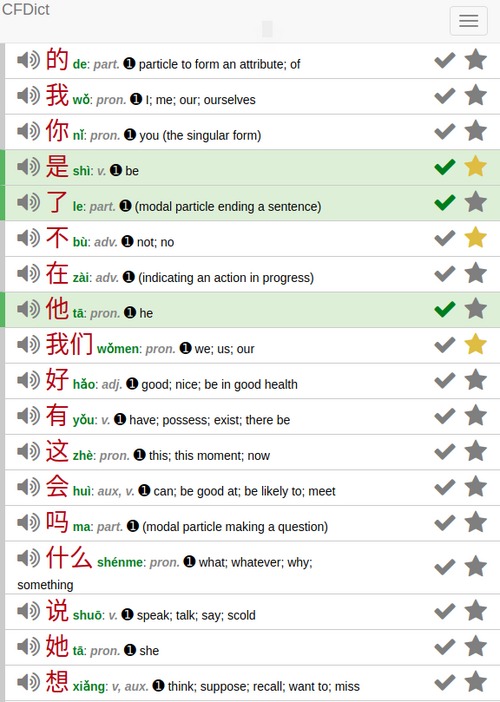 CFDict
的 de: part. ❶ particle to form an attribute; of
我 wǒ: pron. ❶ I; me; our; ourselves
你 nǐ: pron. ❶ you (the singular form)
是 shì: v. ❶ be
了 le: part. ❶ (modal particle ending a sentence)
不 bù: adv. ❶ not; no
在 zài: adv. ❶ (indicating an action in progress)
他 tā: pron. ❶ he
我们 wǒmen: pron. ❶ we; us; our
好 hǎo: adj. ❶ good; nice; be in good health
有 yǒu: v. ❶ have; possess; exist; there be
这 zhè: pron. ❶ this; this moment; now
会 huì: aux, v. ❶ can; be good at; be likely to; meet
吗 ma: part. ❶ (modal particle making a question)
什么 shénme: pron. ❶ what; whatever; why;
something
说 shuō: v. ❶ speak; talk; say; scold
她 tā: pron. ❶ she
想 xiǎng: v, aux. ❶ think; suppose; recall; want to; miss